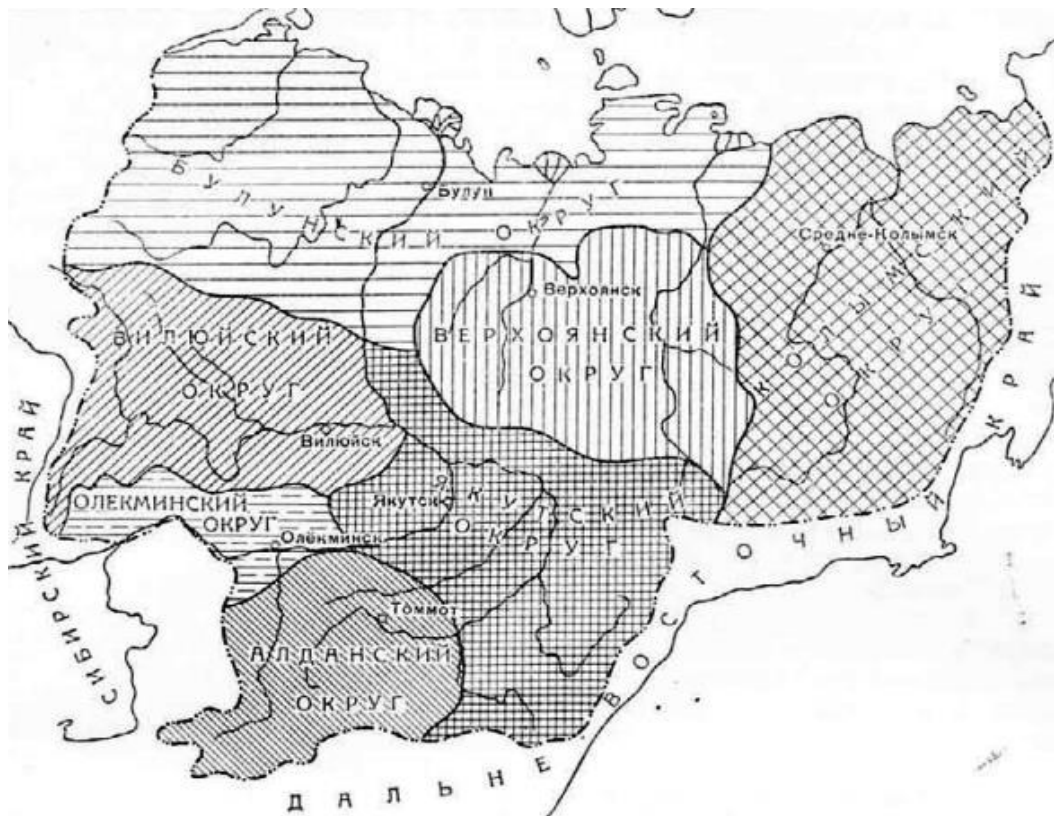 БУЛУНСКИЙ ОКРУГ
Булун
Средне-Колымск
КОЛЫМСКИЙ
ОКРУГ
Верхоянск
ВЕРХОЯНСКИЙ
ОКРУГ
ВИЛЮЙСКИЙ
ОКРУГ
Вилюйск
ОЛЕКМИНСКИЙ
ОКРУГ
Олекминск
Якутск
ЯКУТСКИЙ
ОКРУГ
Томмот
АЛДАНСКИЙ
ОКРУГ
СИБИРСКИЙ КРАЙ
ДАЛЬНЕ ВОСТОЧНЫЙ КРАЙ